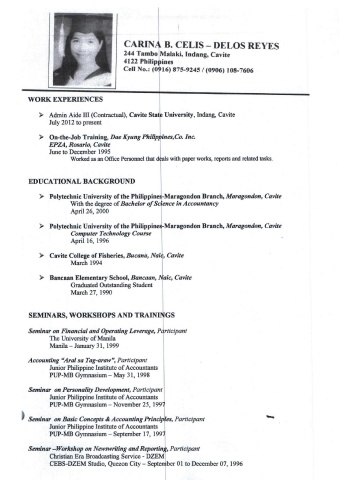 CARINA B. CELIS – DELOS REYES
244 Tambo Malaki, Indang, Cavite
4122 Philippines
Cell No.: (0916) 875-9245 / (0906) 108-7606
WORK EXPERIENCES
➢ Admin Aide III (Contractual), Cavite State University, Indang, Cavite
July 2012 to present
➢ On-the-Job Training, Dae Kyung Philippines,Co. Inc.
EPZA, Rosario, Cavite
June to December 1995
Worked as an Office Personnel that deals with paper works, reports and related tasks.
EDUCATIONAL BACKGROUND
➢ Polytechnic University of the Philippines-Maragondon Branch, Maragondon, Cavite
With the degree of Bachelor of Science in Accountancy
April 26, 2000
➢ Polytechnic University of the Philippines-Maragondon Branch, Maragondon, Cavite
Computer Technology Course
April 16, 1996
➢ Cavite College of Fisheries, Bucana, Naic, Cavite
March 1994
➢ Bancaan Elementary School, Bancaan, Naic, Cavite
Graduated Outstanding Student
March 27, 1990
SEMINARS, WORKSHOPS AND TRAININGS
Seminar on Financial and Operating Leverage, Participant
The University of Manila
Manila – January 31, 1999
Accounting "Aral sa Tag-araw", Participant
Junior Philippine Institute of Accountants
PUP-MB Gymnasium – May 31, 1998
Seminar on Personality Development, Participant
Junior Philippine Institute of Accountants
PUP-MB Gymnasium – November 25, 1997
Seminar on Basic Concepts & Accounting Principles, Participant
Junior Philippine Institute of Accountants
PUP-MB Gymnasium – September 17, 1997
Seminar –Workshop on Newswriting and Reporting, Participant
Christian Era Broadcasting Service - DZEM
CEBS-DZEM Studio, Quezon City – September 01 to December 07, 1996